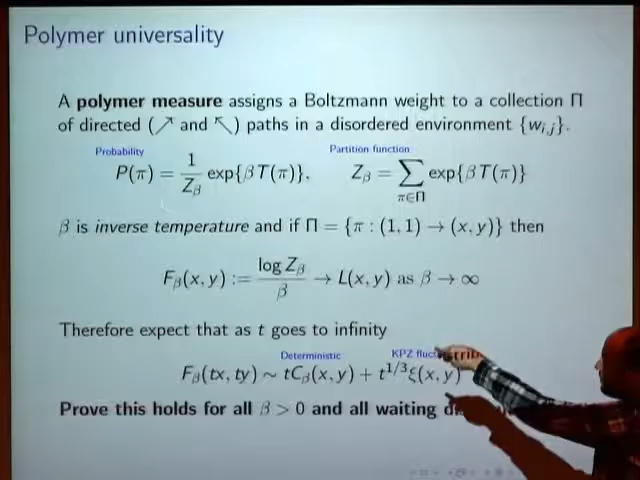 Polymer universality
A polymer measure assigns a Boltzmann weight to a collection Π
of directed (↗ and ↖) paths in a disordered environment {w_{i,j}}.
Probability Partition function
P(π) = 1/Z_β exp{βT(π)}, Z_β = ∑_{π∈Π} exp{βT(π)}
β is inverse temperature and if Π = {π : (1, 1) → (x, y)} then
F_β(x, y) := log Z_β / β → L(x, y) as β → ∞
Therefore expect that as t goes to infinity
Deterministic KPZ
F_β(tx, ty) ∼ tC_β(x, y) + t^{1/3}ξ(x, y)
Prove this holds for all β > 0 and all waiting